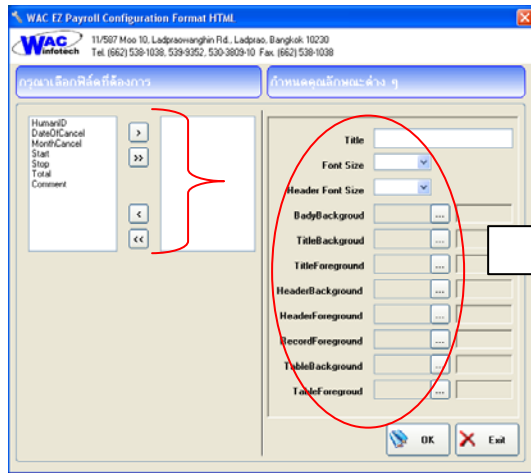 WAC EZ Payroll Configuration Format HTML
WAC infotech
11/587 Moo 10, Ladpraowanghin Rd., Ladprao, Bangkok 10230
Tel. (662) 538-1038, 539-9352, 530-3809-10 Fax. (662) 538-1038
กรุณาเลือกฟิล์ดที่ต้องการ
กำหนดคุณลักษณะต่าง ๆ
HumanID
DateOfCancel
MonthCancel
Start
Stop
Total
Comment
>
>>
<
<<
Title
Font Size
Header Font Size
BadyBackgroud
...
TitleBackgroud
...
TitleForeground
...
HeaderBackground
...
HeaderForeground
...
RecordForeground
...
TableBackground
...
TableForegroud
...
OK
Exit